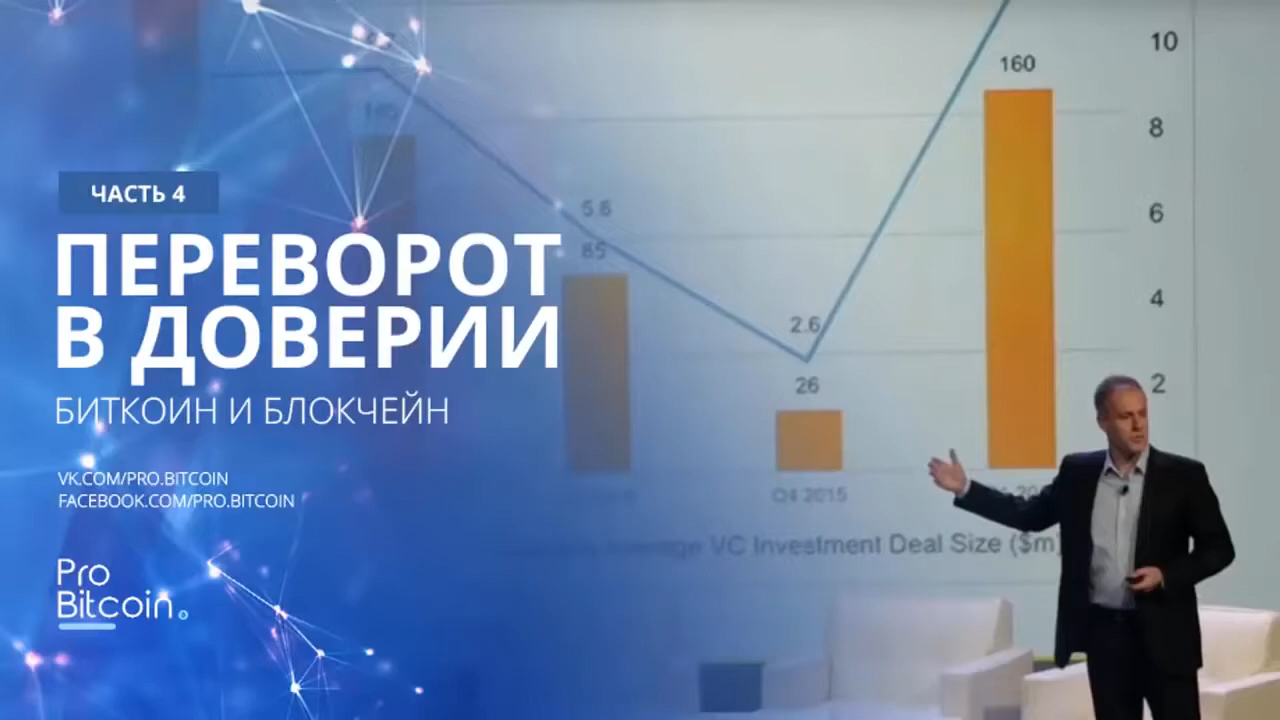 ЧАСТЬ 4
ПЕРЕВОРОТ
В ДОВЕРИИ
БИТКОИН И БЛОКЧЕЙН
VK.COM/PRO.BITCOIN
FACEBOOK.COM/PRO.BITCOIN
Pro
Bitcoin
10
160
8
5.6
6
85
4
2.6
26
2
Q4 2015
VC Investment Deal Size ($m)